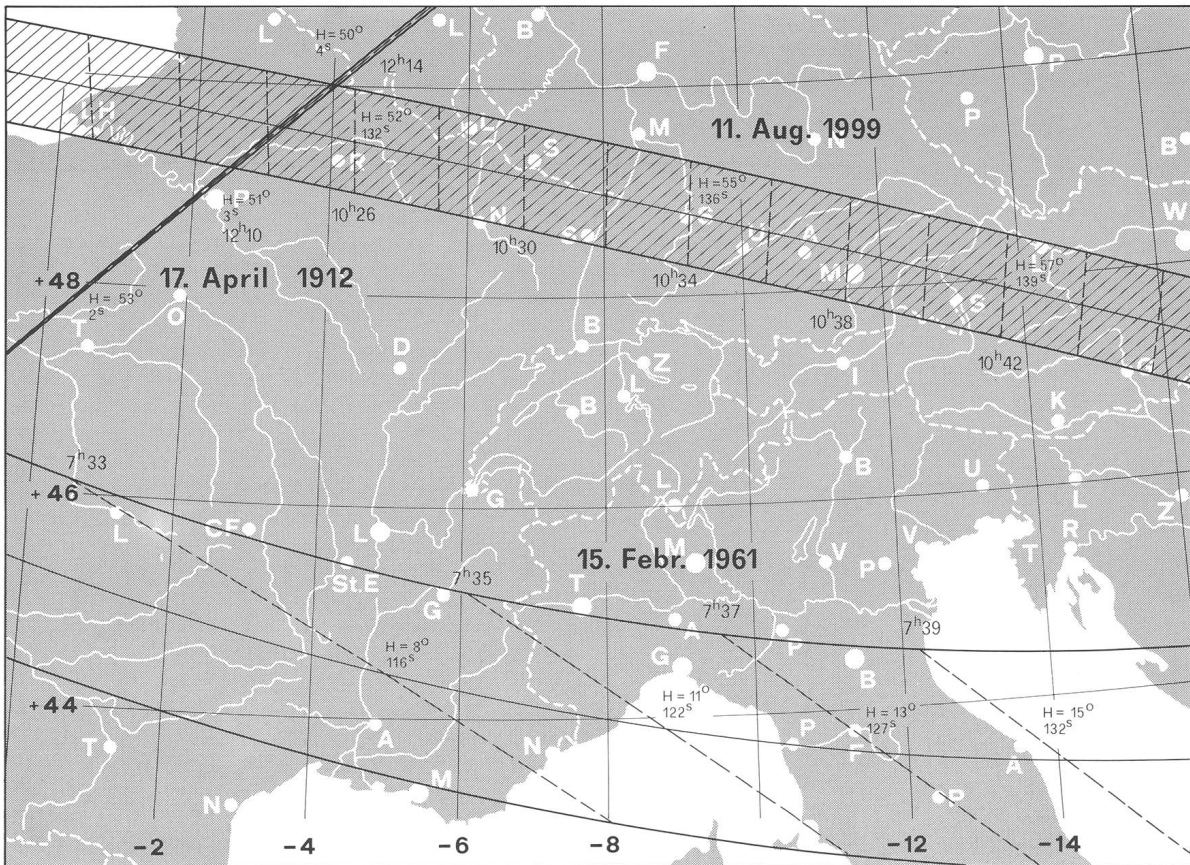 L
H = 50°
4ˢ
L
B
12ʰ14
F
P
P
H
H = 52°
132ˢ
L
M
11. Aug. 1999
N
B
R
S
H = 55°
136ˢ
P
H = 51°
3ˢ
12ʰ10
10ʰ26
N
S
10ʰ30
S
U
A
W
L
10ʰ34
M
H = 57°
139ˢ
+48
17. April 1912
H = 53°
2ˢ
O
S
T
10ʰ38
B
D
Z
I
10ʰ42
G
L
B
K
7ʰ33
B
U
+46
G
L
L
Z
L
CF
L
R
15. Febr. 1961
M
V
V
T
St.E
P
7ʰ35
T
G
7ʰ37
7ʰ39
A
P
H = 8°
116ˢ
G
B
H = 11°
122ˢ
+44
H = 13°
127ˢ
H = 15°
132ˢ
T
A
N
P
F
A
M
N
P
-2
-4
-6
-8
-12
-14